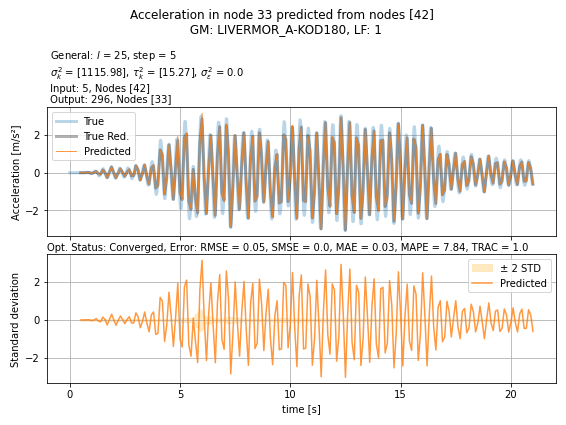 Acceleration in node 33 predicted from nodes [42]
GM: LIVERMOR_A-KOD180, LF: 1
General: l = 25, step = 5
σ²ₖ = [1115.98], τ²ₖ = [15.27], σ²ε = 0.0
Input: 5, Nodes [42]
Output: 296, Nodes [33]
True
True Red.
Predicted
Acceleration [m/s²]
2
0
−2
Opt. Status: Converged, Error: RMSE = 0.05, SMSE = 0.0, MAE = 0.03, MAPE = 7.84, TRAC = 1.0
± 2 STD
Predicted
Standard deviation
2
0
−2
0 5 10 15 20
time [s]